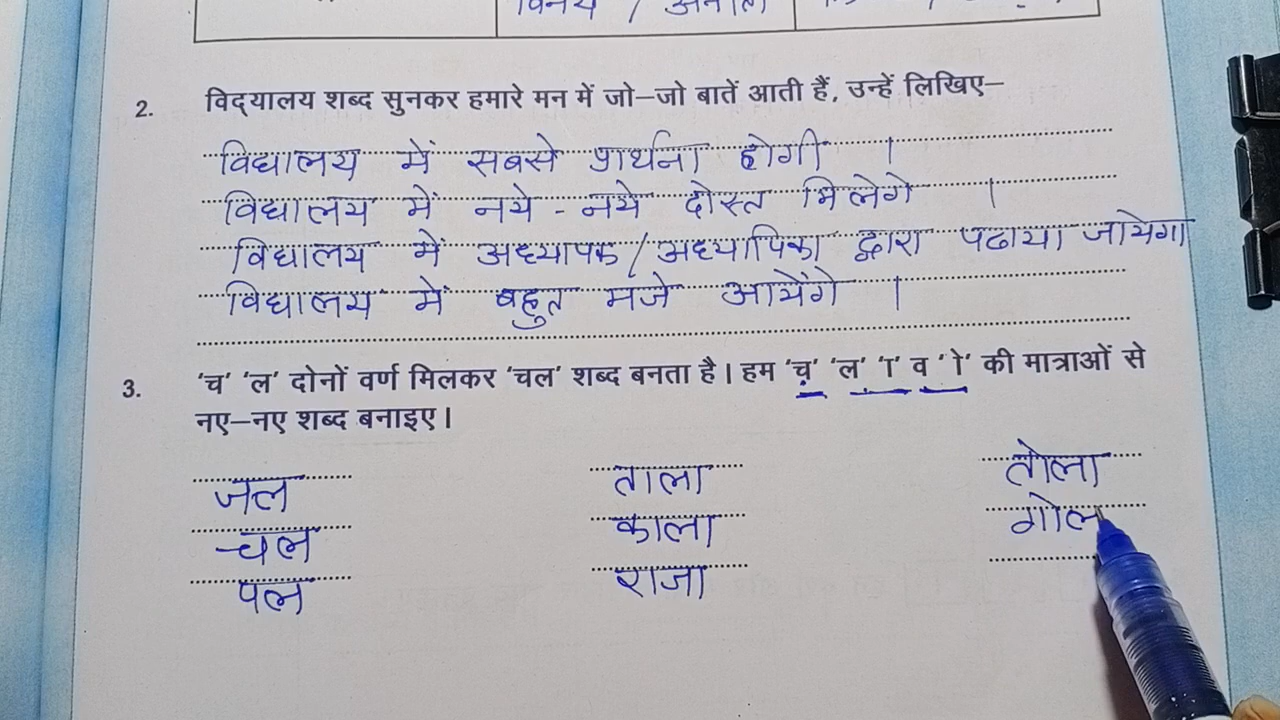 विनय /
2. विद्‌यालय शब्द सुनकर हमारे मन में जो–जो बातें आती हैं, उन्हें लिखिए–
विद्यालय में सबसे प्रार्थना होगी ।
विद्यालय में नये - नये दोस्त मिलेगे ।
विद्यालय में अध्यापक / अध्यापिका द्वारा पढाया जायेगा
विद्यालय में बहुत मजे आयेंगे ।
3. 'च' 'ल' दोनों वर्ण मिलकर 'चल' शब्द बनता है। हम 'च' 'ल' 'ा' व 'ो' की मात्राओं से
नए–नए शब्द बनाइए।
जल ताला तोला
चल काला गोल
पल राजा